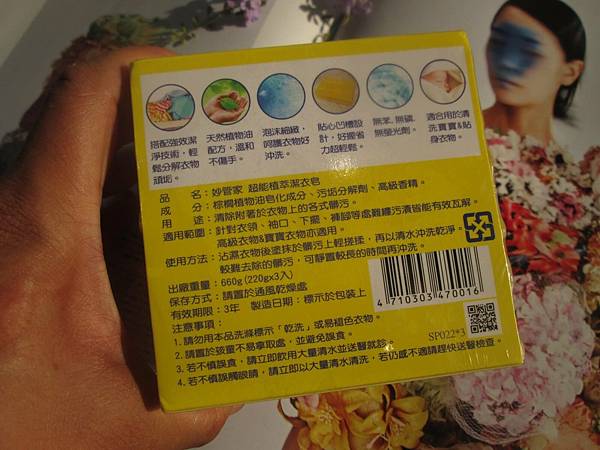 搭配強效潔
淨技術，輕
鬆分解衣物
頑垢。
天然植物油
配方，溫和
不傷手。
泡沫細緻，
呵護衣物好
沖洗。
貼心凹槽設
計，好握省
力超輕鬆。
無苯、無磷、
無螢光劑。
適合用於清
洗寶寶&貼
身衣物。
品名：妙管家 超能植萃潔衣皂
成分：棕櫚植物油皂化成分、污垢分解劑、高級香精。
用途：清除附著於衣物上的各式髒污。
適用範圍：針對衣領、袖口、下擺、褲腳等處難纏污漬皆能有效瓦解。
高級衣物&寶寶衣物亦適用。
使用方法：沾濕衣物後塗抹於髒污上輕搓揉，再以清水沖洗乾淨。
較難去除的髒污，可靜置較長的時間再沖洗。
出廠重量：660g(220gx3入)
保存方式：請置於通風乾燥處
有效期限：3年 製造日期：標示於包裝上
注意事項：
1.請勿用本品洗滌標示「乾洗」或易褪色衣物。
2.請置於孩童不易拿取處，並避免誤食。
3.若不慎誤食，請立即飲用大量清水並送醫就診。
4.若不慎誤觸眼睛，請立即以大量清水清洗，若仍感不適請趕快送醫檢查。
4 710303 470016
SP022*3